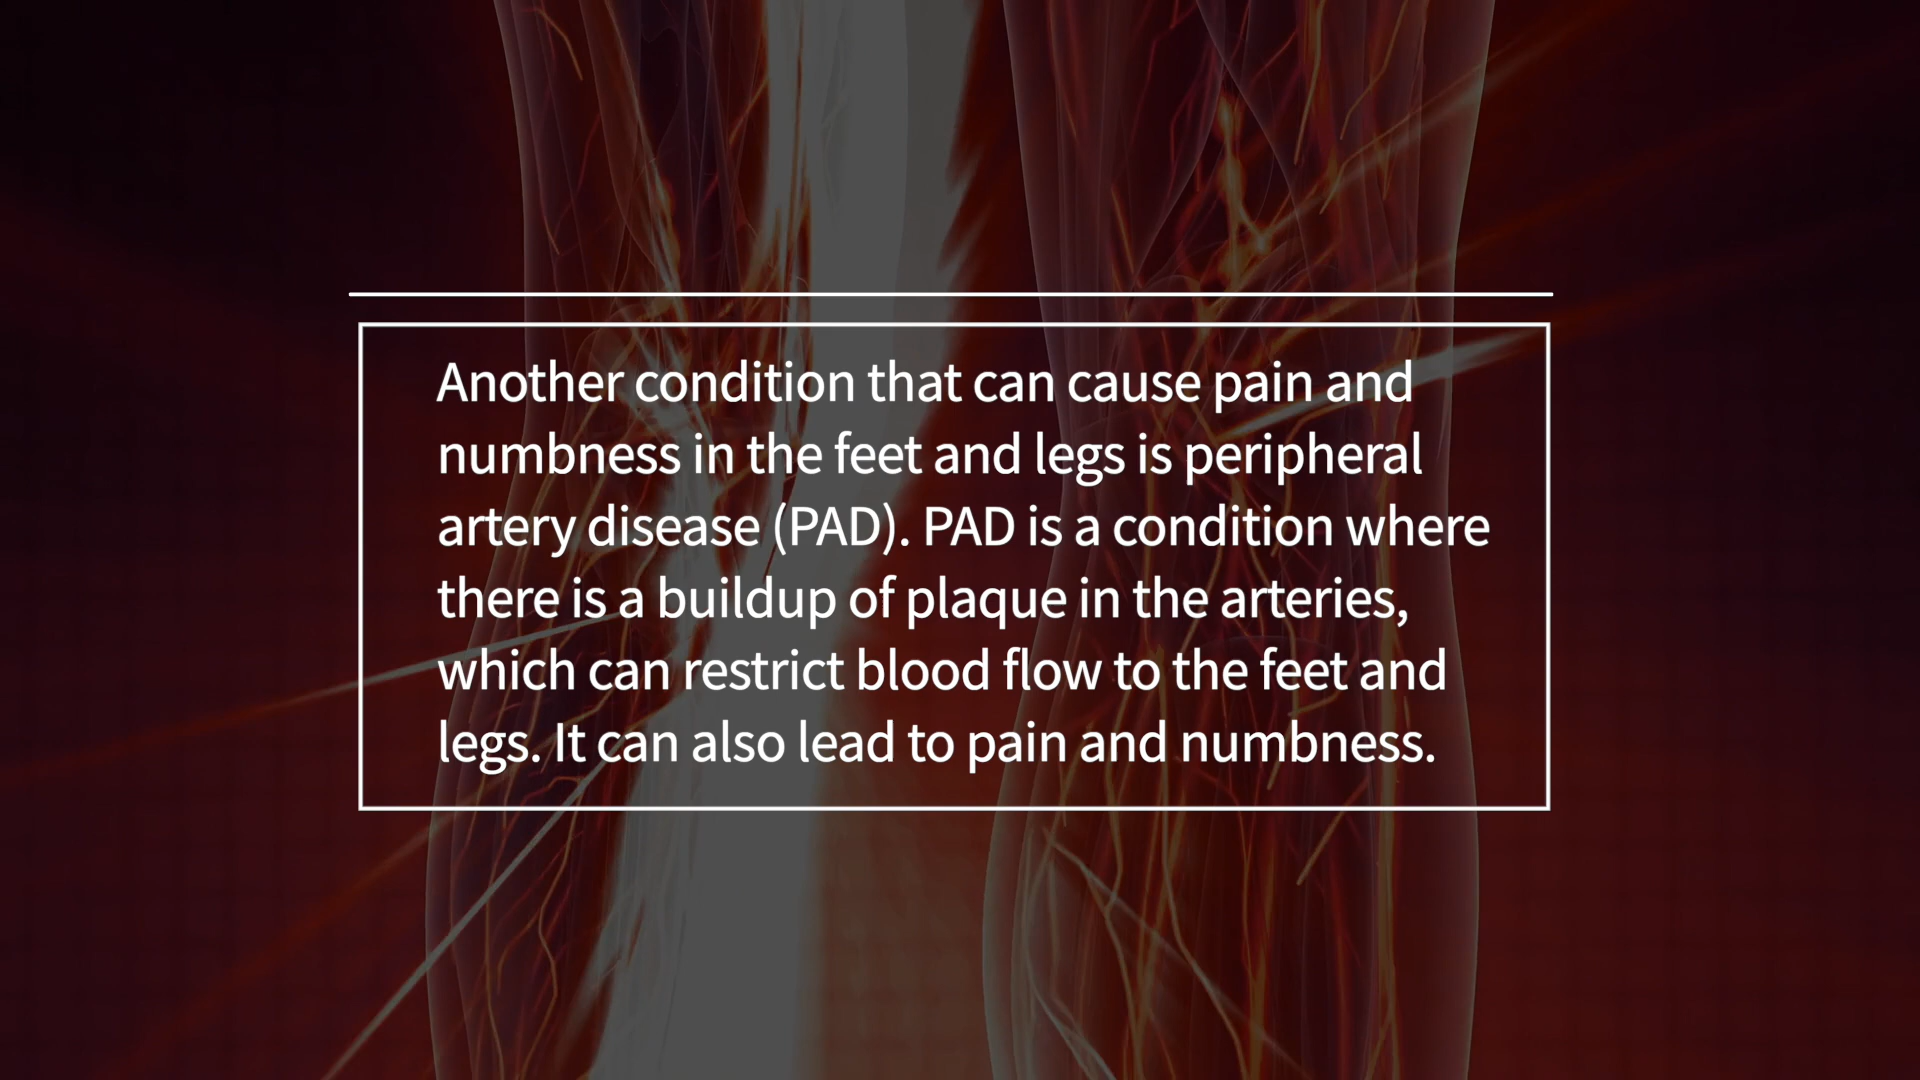 Another condition that can cause pain and
numbness in the feet and legs is peripheral
artery disease (PAD). PAD is a condition where
there is a buildup of plaque in the arteries,
which can restrict blood flow to the feet and
legs. It can also lead to pain and numbness.